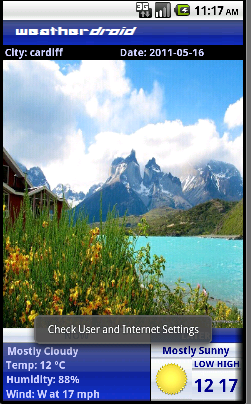 3G 11:17 AM
weatherdroid
City: cardiff Date: 2011-05-16
Check User and Internet Settings
Mostly Cloudy
Temp: 12 °C
Humidity: 88%
Wind: W at 17 mph
Mostly Sunny
LOW HIGH
12 17